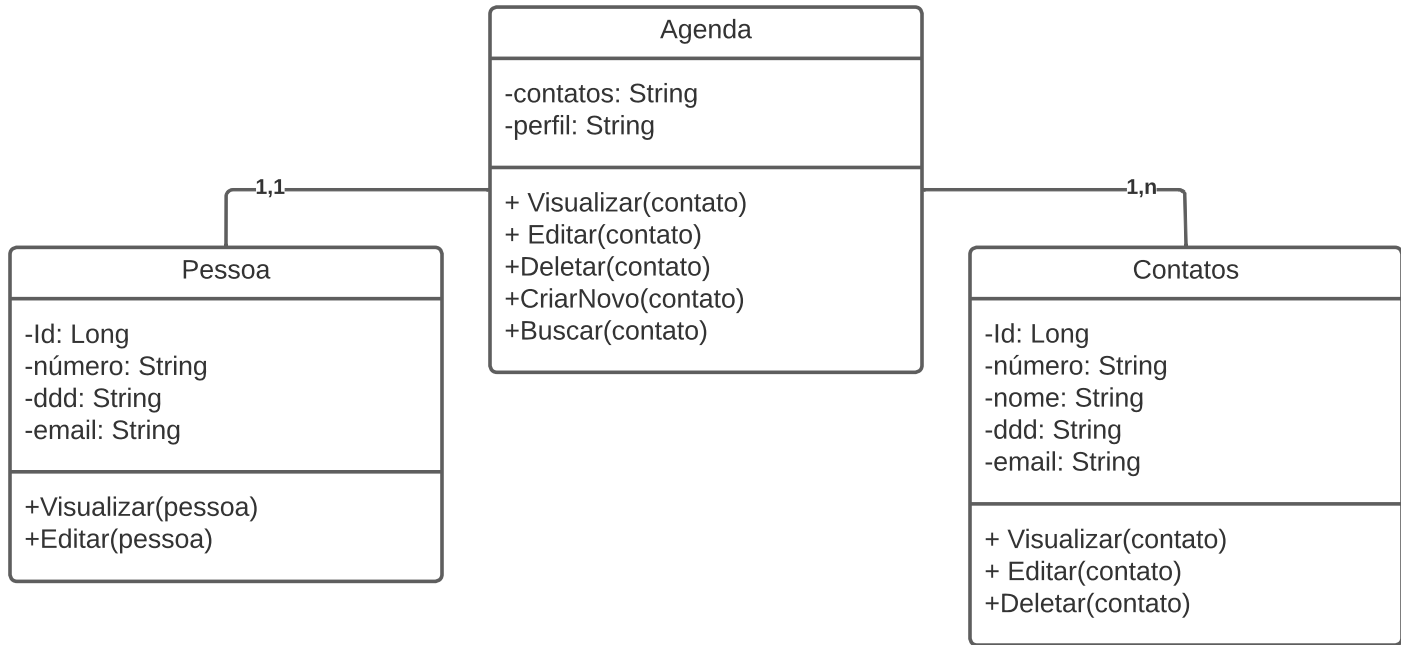 Agenda
-contatos: String
-perfil: String
+ Visualizar(contato)
+ Editar(contato)
+Deletar(contato)
+CriarNovo(contato)
+Buscar(contato)
1,1
1,n
Pessoa
-Id: Long
-número: String
-ddd: String
-email: String
+Visualizar(pessoa)
+Editar(pessoa)
Contatos
-Id: Long
-número: String
-nome: String
-ddd: String
-email: String
+ Visualizar(contato)
+ Editar(contato)
+Deletar(contato)